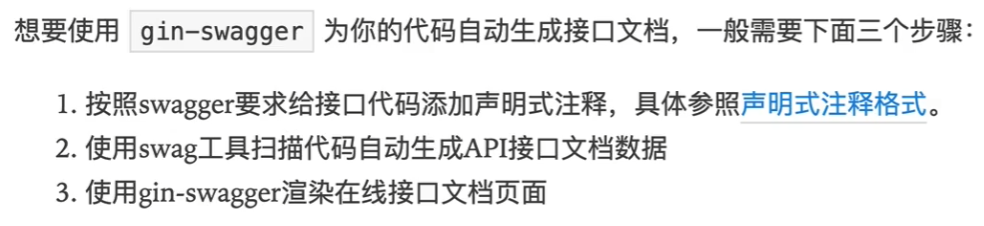 想要使用 gin-swagger 为你的代码自动生成接口文档，一般需要下面三个步骤：
1. 按照swagger要求给接口代码添加声明式注释，具体参照声明式注释格式。
2. 使用swag工具扫描代码自动生成API接口文档数据
3. 使用gin-swagger渲染在线接口文档页面